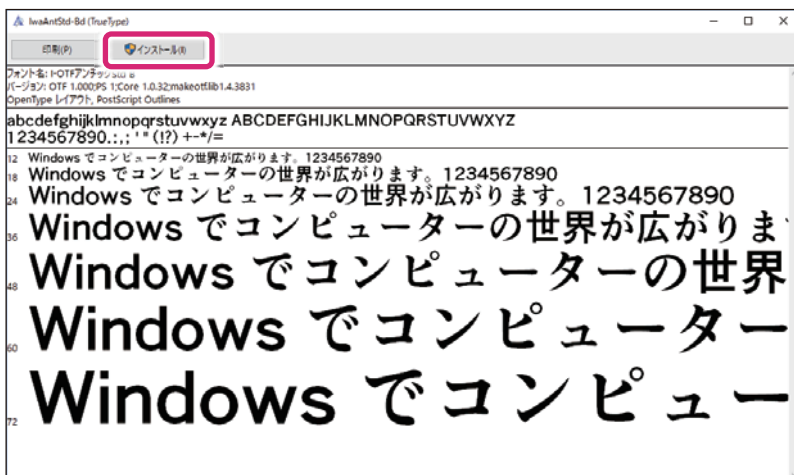 IwaAntStd-Bd (TrueType)
印刷(P) インストール(I)
フォント名: I-OTFアンチックStd B
バージョン: OTF 1.000;PS 1;Core 1.0.32;makeotf.lib1.4.3831
OpenType レイアウト, PostScript Outlines
abcdefghijklmnopqrstuvwxyz ABCDEFGHIJKLMNOPQRSTUVWXYZ
1234567890.:,; ' " (!?) +-*/=
12 Windows でコンピューターの世界が広がります。1234567890
18 Windows でコンピューターの世界が広がります。1234567890
24 Windows でコンピューターの世界が広がります。1234567890
36 Windows でコンピューターの世界が広がりま
48 Windows でコンピューターの世界
60 Windows でコンピューター
72 Windows でコンピュー